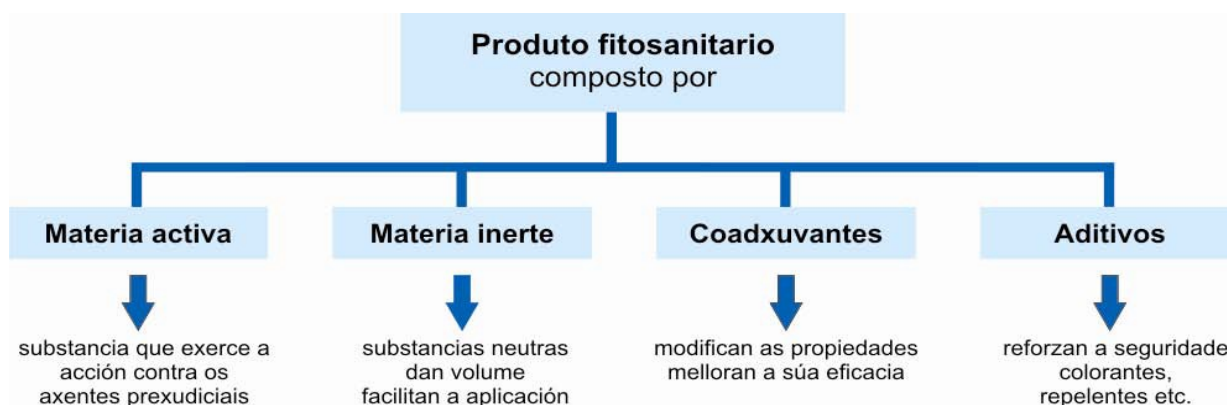 Produto fitosanitario
composto por
Materia activa
Materia inerte
Coadxuvantes
Aditivos
substancia que exerce a
acción contra os
axentes prexudiciais
substancias neutras
dan volume
facilitan a aplicación
modifican as propiedades
melloran a súa eficacia
reforzan a seguridade
colorantes,
repelentes etc.